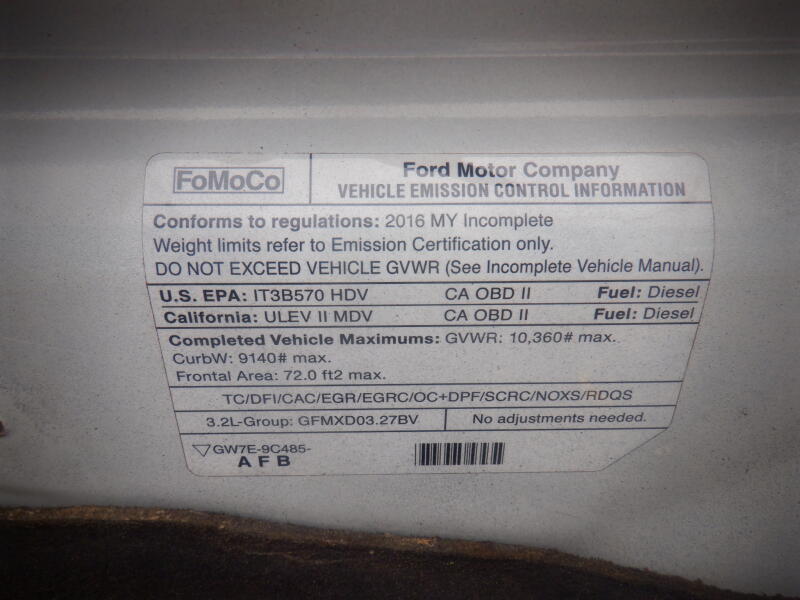 FoMoCo
Ford Motor Company
VEHICLE EMISSION CONTROL INFORMATION
Conforms to regulations: 2016 MY Incomplete
Weight limits refer to Emission Certification only.
DO NOT EXCEED VEHICLE GVWR (See Incomplete Vehicle Manual).
U.S. EPA: IT3B570 HDV CA OBD II Fuel: Diesel
California: ULEV II MDV CA OBD II Fuel: Diesel
Completed Vehicle Maximums: GVWR: 10,360# max.
CurbW: 9140# max.
Frontal Area: 72.0 ft2 max.
TC/DFI/CAC/EGR/EGRC/OC+DPF/SCRC/NOXS/RDQS
3.2L-Group: GFMXD03.27BV No adjustments needed.
GW7E-9C485-
A F B